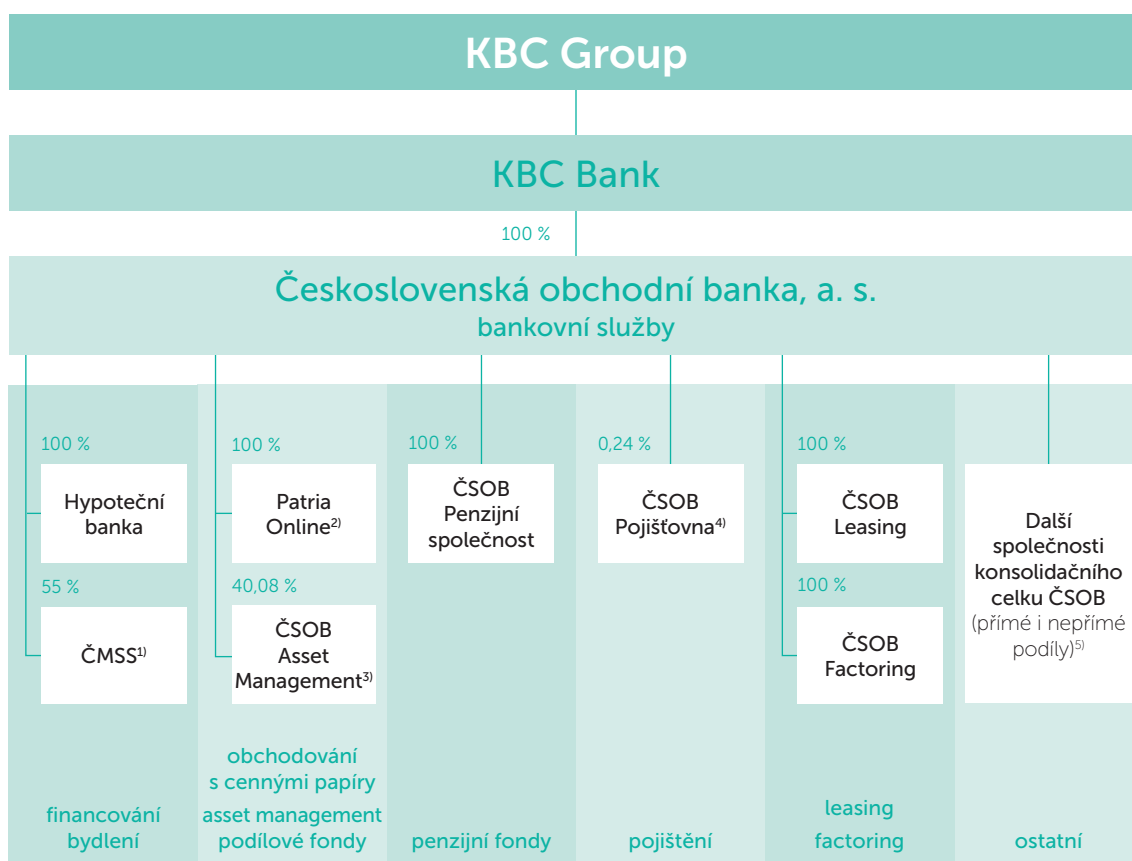 KBC Group
KBC Bank
100 %
Československá obchodní banka, a. s.
bankovní služby
100 %
Hypoteční
banka
55 %
ČMSS1)
financování
bydlení
100 %
Patria
Online2)
40,08 %
ČSOB
Asset
Management3)
obchodování
s cennými papíry
asset management
podílové fondy
100 %
ČSOB
Penzijní
společnost
penzijní fondy
0,24 %
ČSOB
Pojišťovna4)
pojištění
100 %
ČSOB
Leasing
100 %
ČSOB
Factoring
leasing
factoring
Další
společnosti
konsolidačního
celku ČSOB
(přímé i nepřímé
podíly)5)
ostatní